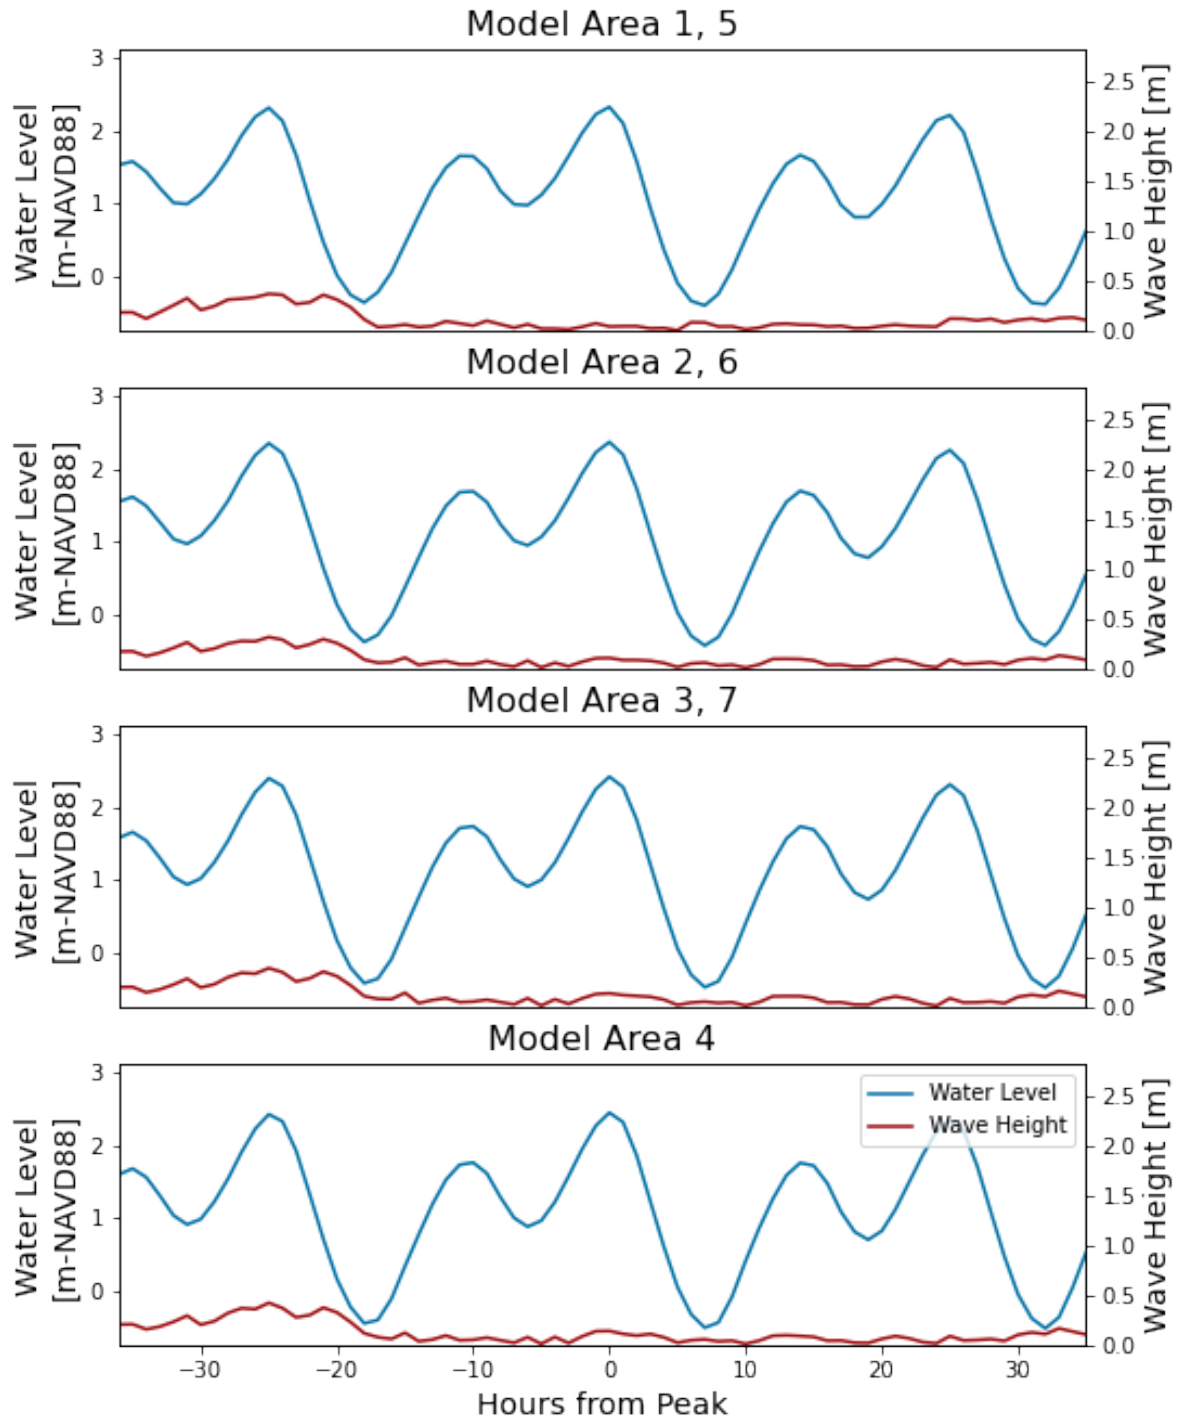 Model Area 1, 5
3
2
1
0
Water Level
[m-NAVD88]
2.5
2.0
1.5
1.0
0.5
0.0
Wave Height [m]
Model Area 2, 6
3
2
1
0
Water Level
[m-NAVD88]
2.5
2.0
1.5
1.0
0.5
0.0
Wave Height [m]
Model Area 3, 7
3
2
1
0
Water Level
[m-NAVD88]
2.5
2.0
1.5
1.0
0.5
0.0
Wave Height [m]
Model Area 4
3
2
1
0
Water Level
[m-NAVD88]
Water Level
Wave Height
2.5
2.0
1.5
1.0
0.5
0.0
Wave Height [m]
−30 −20 −10 0 10 20 30
Hours from Peak